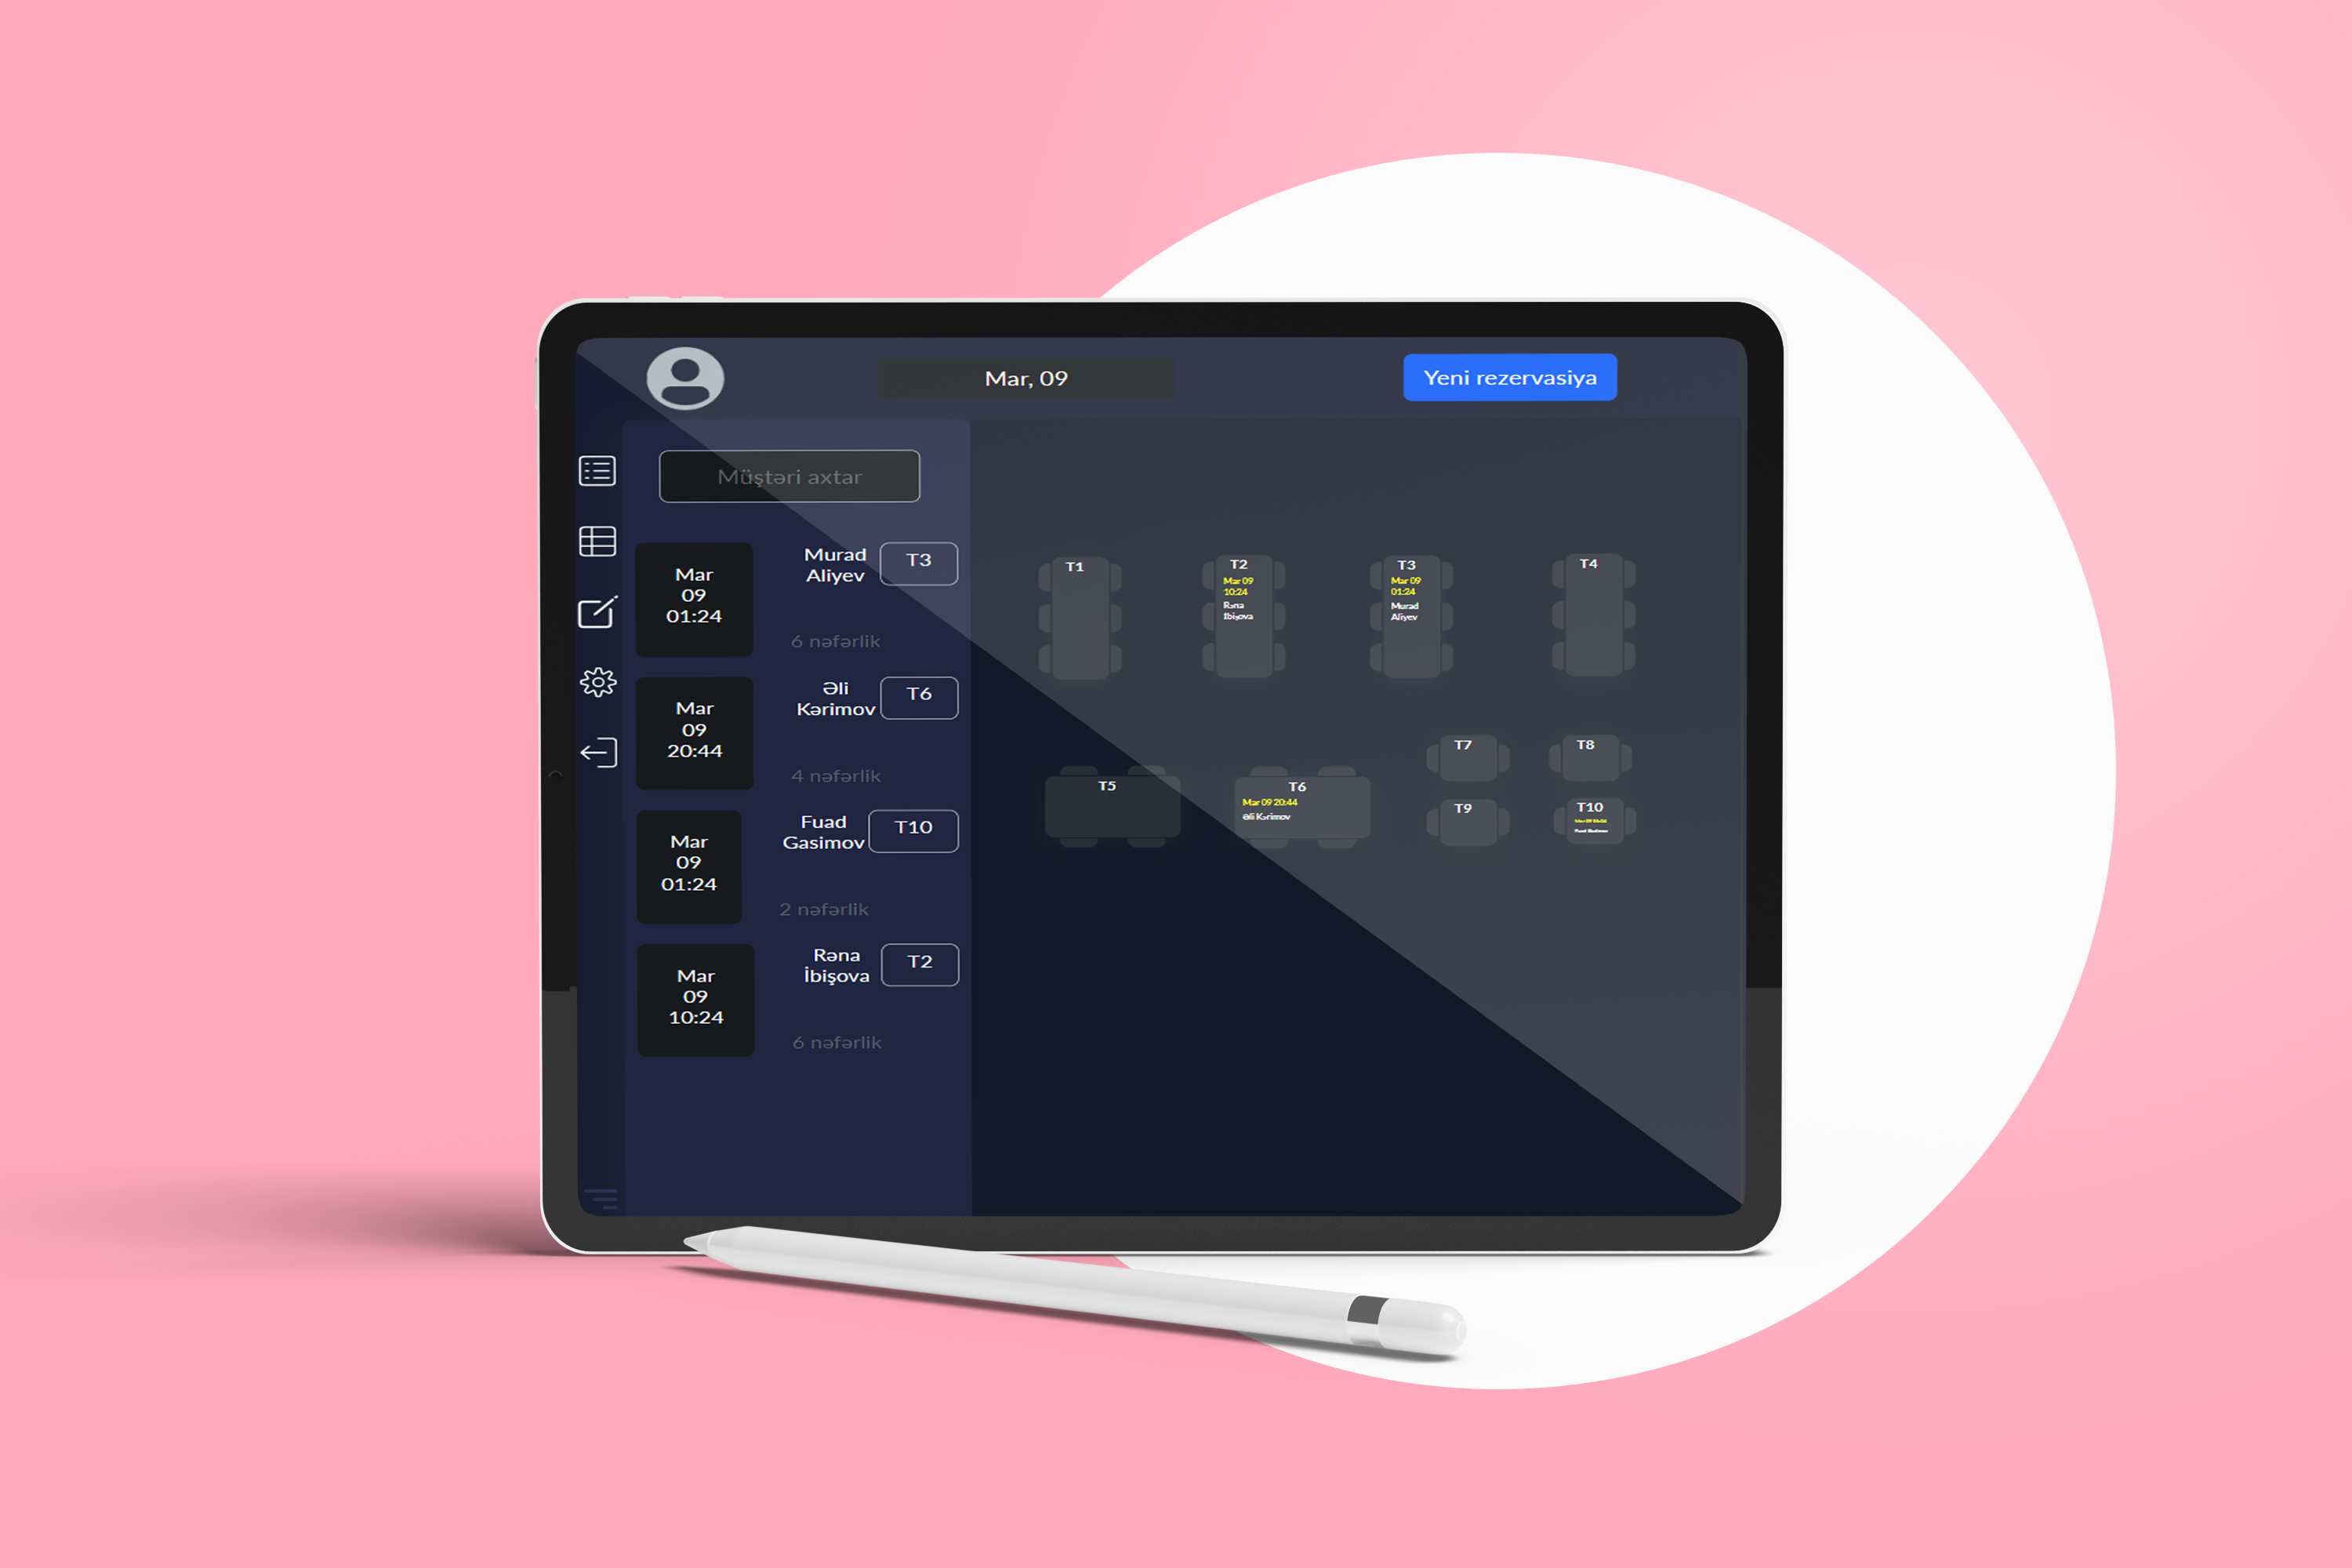 Mar, 09
Yeni rezervasiya
Müştəri axtar
Mar
09
01:24
Murad
Aliyev
T3
6 nəfərlik
Mar
09
20:44
Əli
Kərimov
T6
4 nəfərlik
Mar
09
01:24
Fuad
Gasimov
T10
2 nəfərlik
Mar
09
10:24
Rəna
İbişova
T2
6 nəfərlik
T1
T2
Mar 09
10:24
Rəna
İbişova
T3
Mar 09
01:24
Murad
Aliyev
T4
T5
T6
Mar 09 20:44
Əli Kərimov
T7
T8
T9
T10